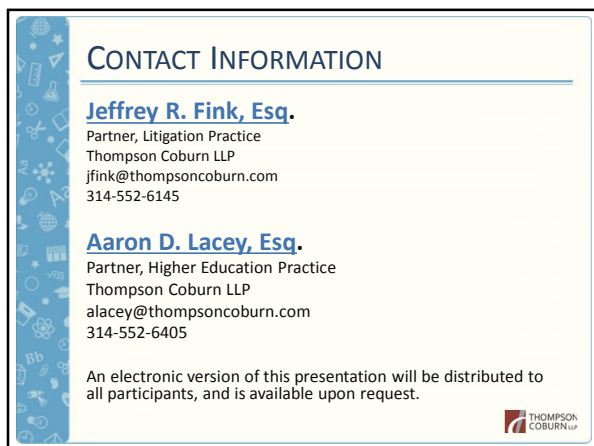 CONTACT INFORMATION
Jeffrey R. Fink, Esq.
Partner, Litigation Practice
Thompson Coburn LLP
jfink@thompsoncoburn.com
314-552-6145
Aaron D. Lacey, Esq.
Partner, Higher Education Practice
Thompson Coburn LLP
alacey@thompsoncoburn.com
314-552-6405
An electronic version of this presentation will be distributed to
all participants, and is available upon request.
THOMPSON
COBURN LLP